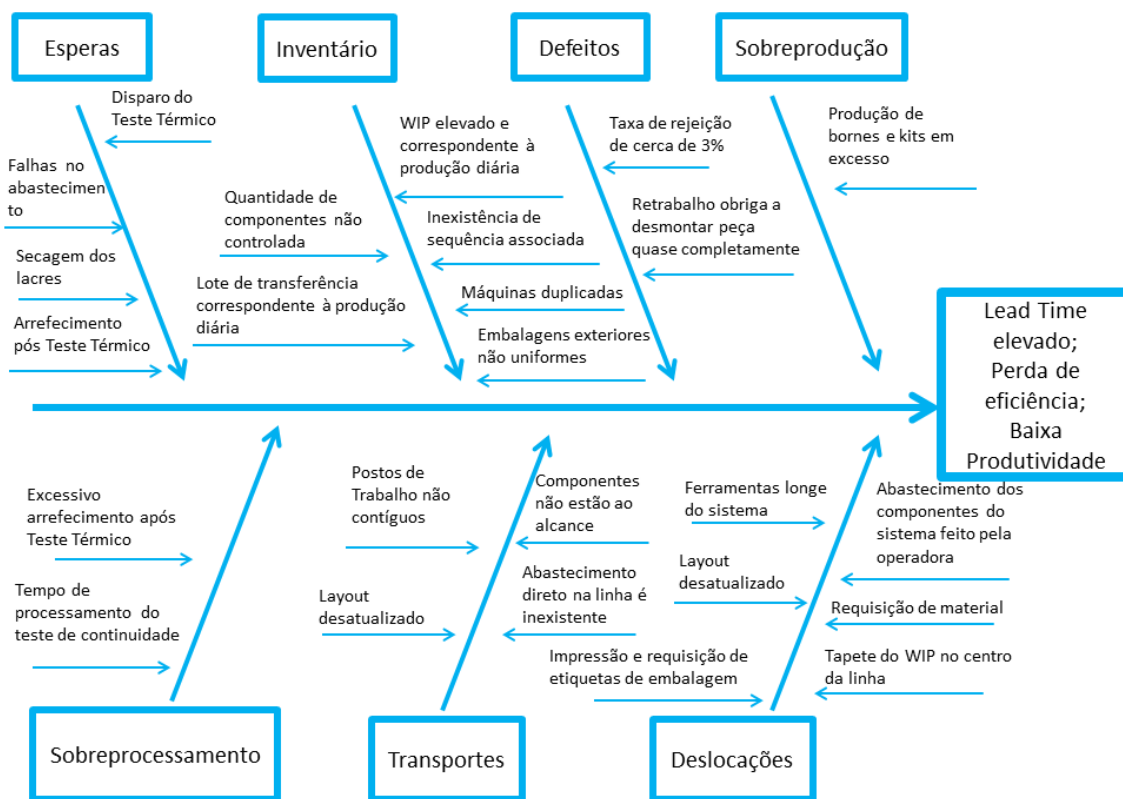 Esperas
Inventário
Defeitos
Sobreprodução
Disparo do
Teste Térmico
Falhas no
abastecimen
to
Secagem dos
lacres
Arrefecimento
pós Teste Térmico
WIP elevado e
correspondente à
produção diária
Quantidade de
componentes não
controlada
Inexistência de
sequência associada
Lote de transferência
correspondente à produção
diária
Máquinas duplicadas
Embalagens exteriores
não uniformes
Taxa de rejeição
de cerca de 3%
Retrabalho obriga a
desmontar peça
quase completamente
Produção de
bornes e kits em
excesso
Lead Time
elevado;
Perda de
eficiência;
Baixa
Produtividade
Excessivo
arrefecimento após
Teste Térmico
Tempo de
processamento do
teste de continuidade
Postos de
Trabalho não
contíguos
Componentes
não estão ao
alcance
Layout
desatualizado
Abastecimento
direto na linha é
inexistente
Ferramentas longe
do sistema
Abastecimento dos
componentes do
sistema feito pela
operadora
Layout
desatualizado
Requisição de material
Impressão e requisição de
etiquetas de embalagem
Tapete do WIP no centro
da linha
Sobreprocessamento
Transportes
Deslocações